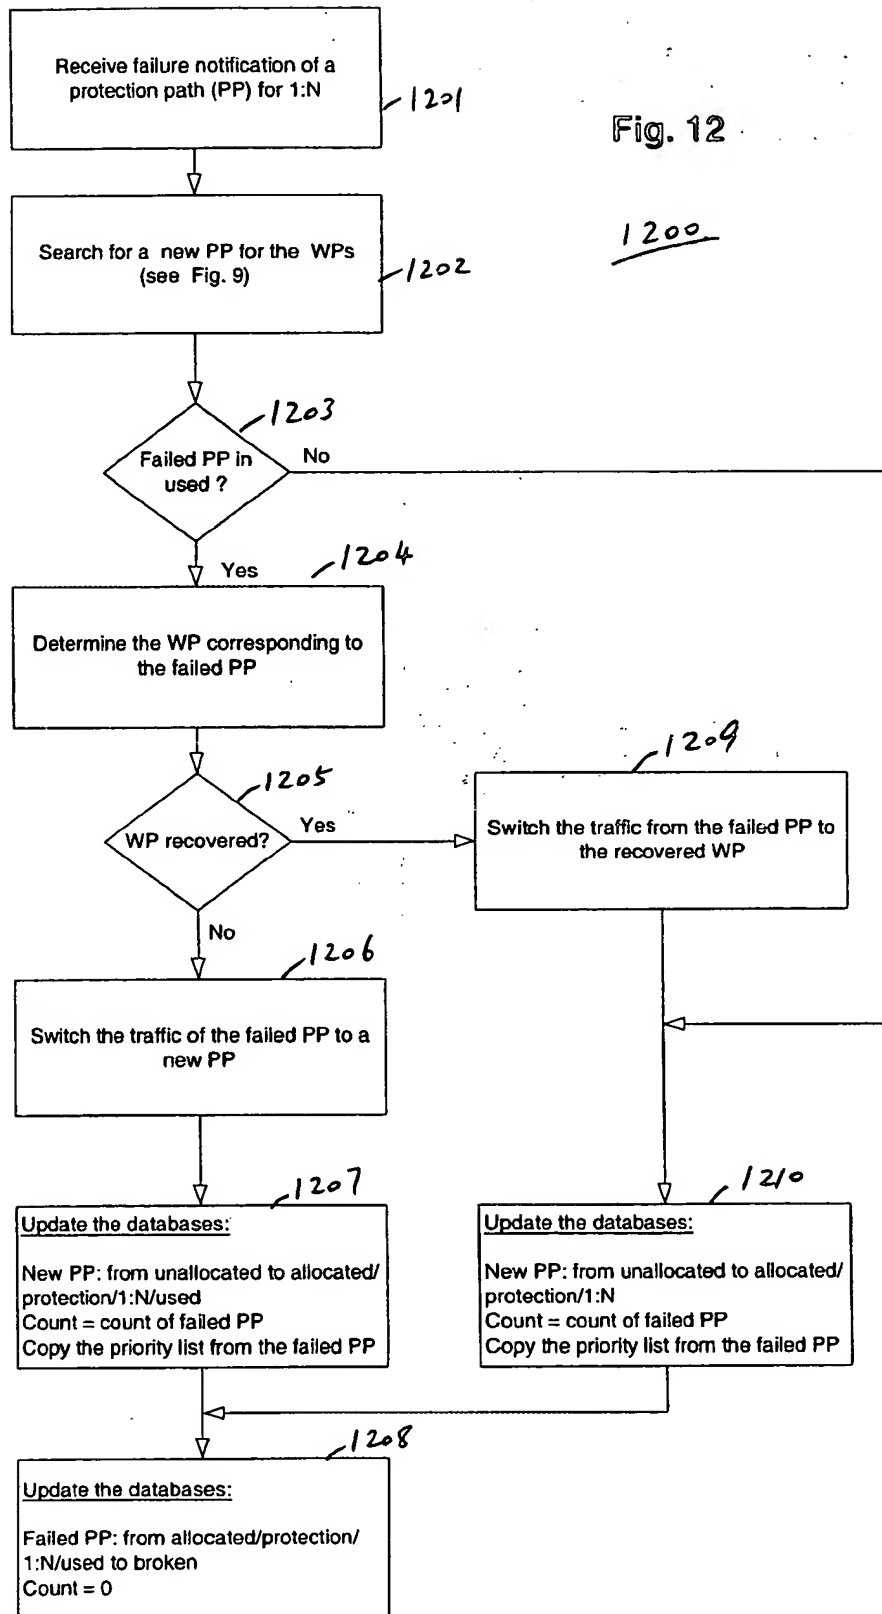 Receive failure notification of a
protection path (PP) for 1:N
1201
Fig. 12
1200
Search for a new PP for the WPs
(see Fig. 9)
1202
1203
Failed PP in
used ?
No
Yes
1204
Determine the WP corresponding to
the failed PP
1205
WP recovered?
Yes
1209
Switch the traffic from the failed PP to
the recovered WP
No
1206
Switch the traffic of the failed PP to a
new PP
1207
Update the databases:
New PP: from unallocated to allocated/
protection/1:N/used
Count = count of failed PP
Copy the priority list from the failed PP
1210
Update the databases:
New PP: from unallocated to allocated/
protection/1:N
Count = count of failed PP
Copy the priority list from the failed PP
1208
Update the databases:
Failed PP: from allocated/protection/
1:N/used to broken
Count = 0